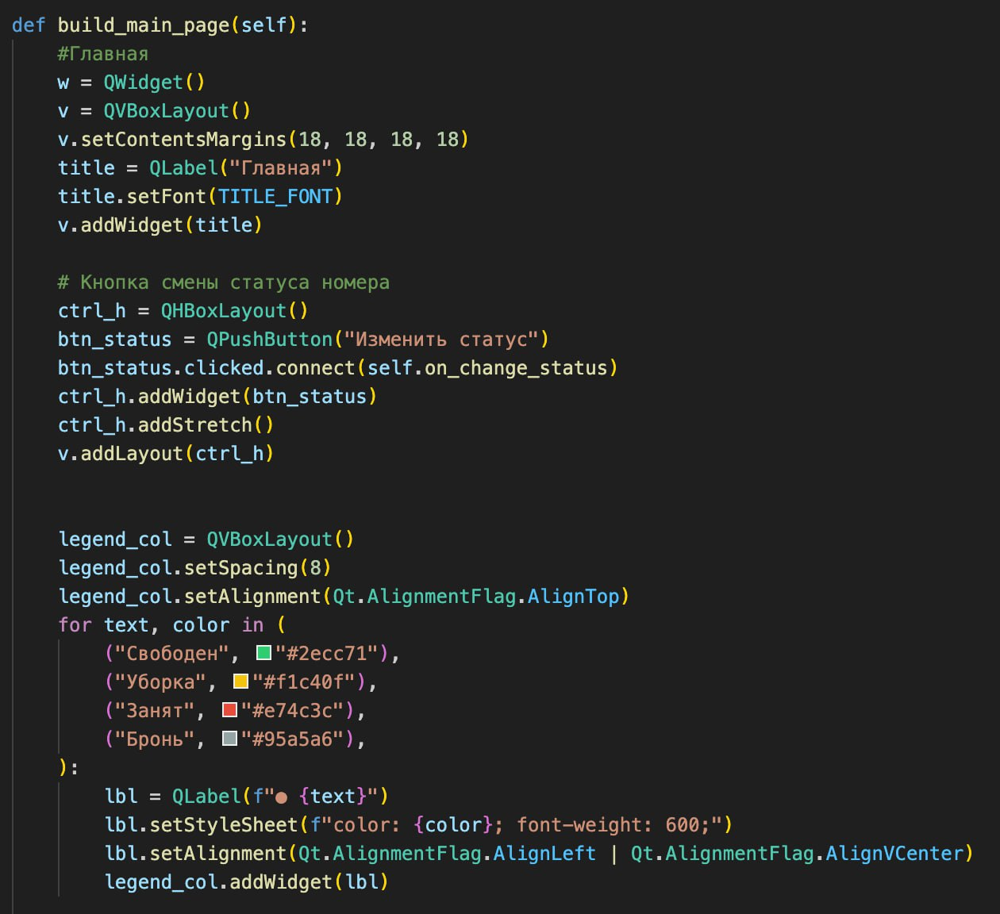 def build_main_page(self):
    #Главная
    w = QWidget()
    v = QVBoxLayout()
    v.setContentsMargins(18, 18, 18, 18)
    title = QLabel("Главная")
    title.setFont(TITLE_FONT)
    v.addWidget(title)

    # Кнопка смены статуса номера
    ctrl_h = QHBoxLayout()
    btn_status = QPushButton("Изменить статус")
    btn_status.clicked.connect(self.on_change_status)
    ctrl_h.addWidget(btn_status)
    ctrl_h.addStretch()
    v.addLayout(ctrl_h)


    legend_col = QVBoxLayout()
    legend_col.setSpacing(8)
    legend_col.setAlignment(Qt.AlignmentFlag.AlignTop)
    for text, color in (
        ("Свободен", "#2ecc71"),
        ("Уборка", "#f1c40f"),
        ("Занят", "#e74c3c"),
        ("Бронь", "#95a5a6"),
    ):
        lbl = QLabel(f"● {text}")
        lbl.setStyleSheet(f"color: {color}; font-weight: 600;")
        lbl.setAlignment(Qt.AlignmentFlag.AlignLeft | Qt.AlignmentFlag.AlignVCenter)
        legend_col.addWidget(lbl)